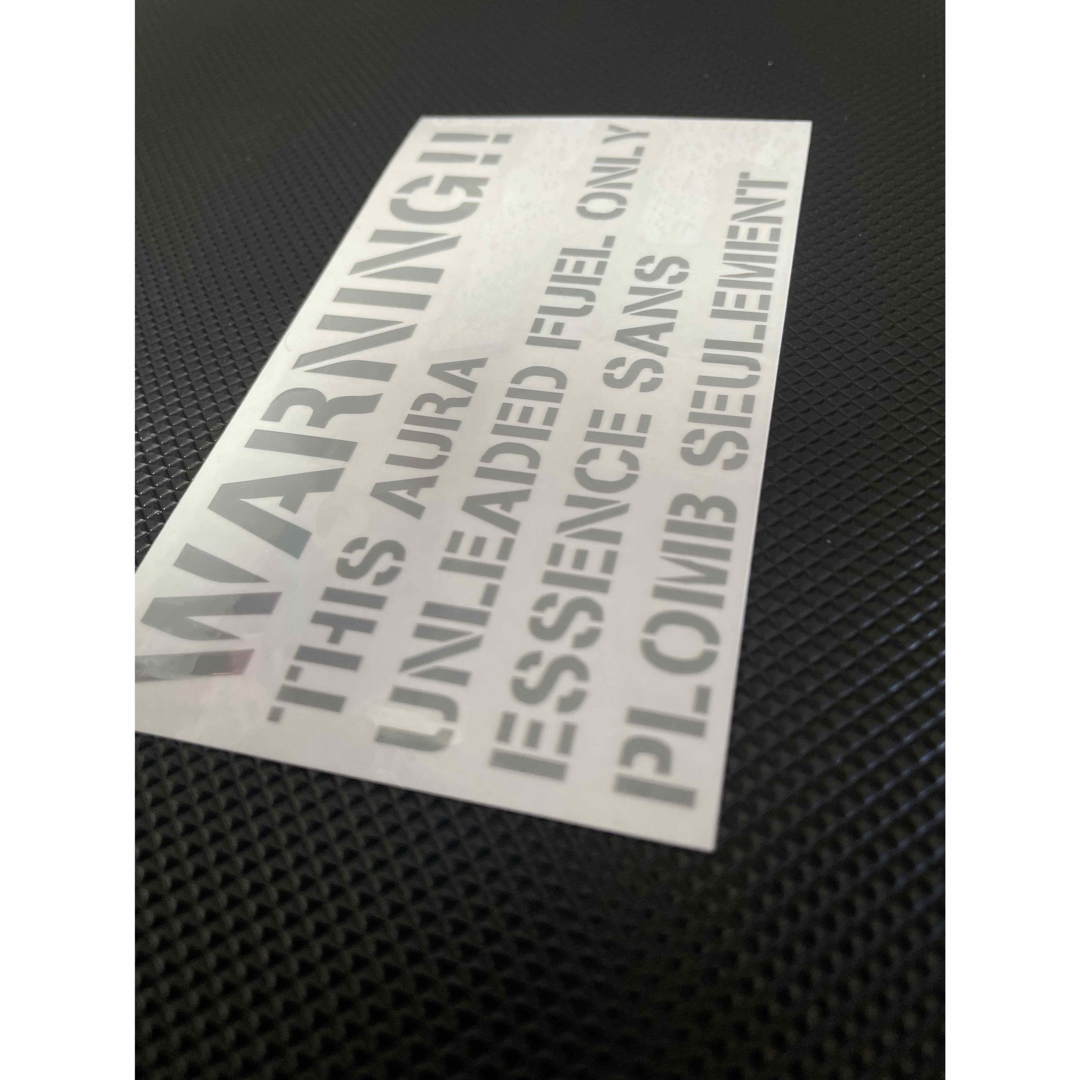 WARNING!!
THIS AURA
UNLEADED FUEL ONLY
ESSENCE SANS
PLOMB SEULEMENT